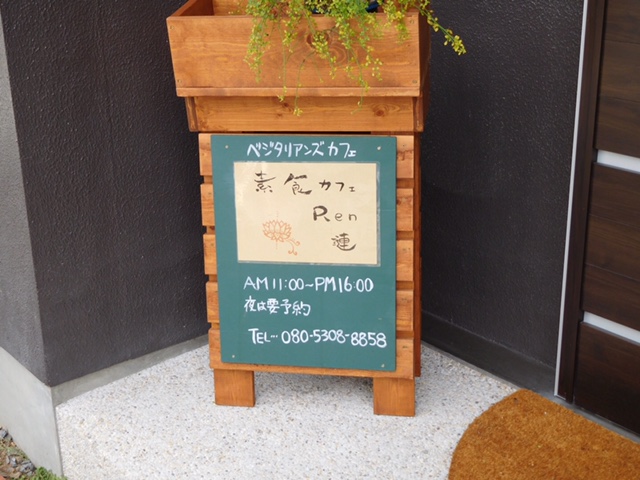 ベジタリアンズカフェ
素食カフェ
Ren
漣
AM11:00~PM16:00
夜は要予約
TEL… 080-5308-8858